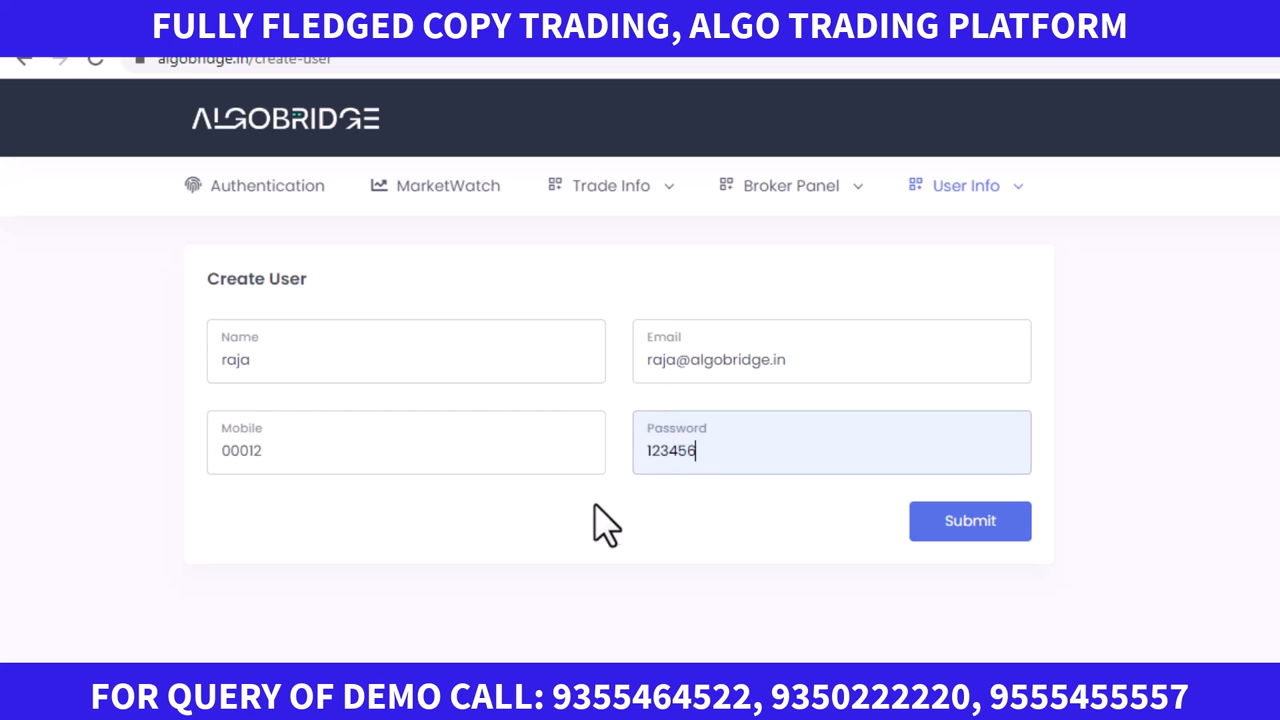 FULLY FLEDGED COPY TRADING, ALGO TRADING PLATFORM
algobridge.in/create-user
ALGOBRIDGE
Authentication MarketWatch Trade Info Broker Panel User Info
Create User
Name Email
raja raja@algobridge.in
Mobile Password
00012 123456
Submit
FOR QUERY OF DEMO CALL: 9355464522, 9350222220, 9555455557